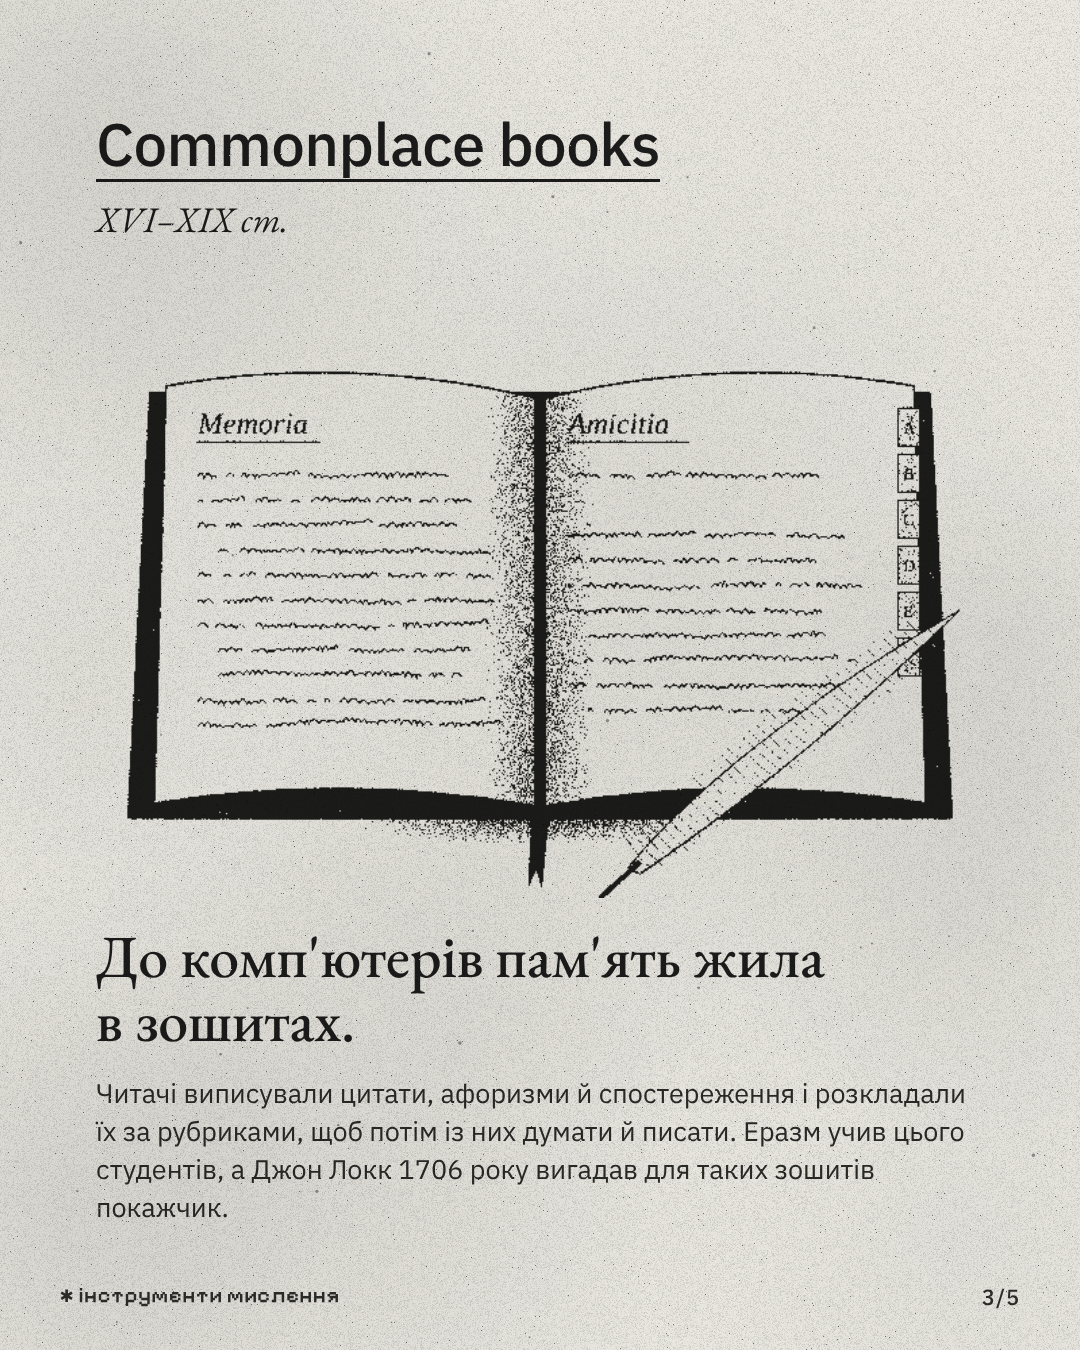 Commonplace books
XVI–XIX ст.
Memoria
Amicitia
A
B
C
D
E
До комп'ютерів пам'ять жила
в зошитах.
Читачі виписували цитати, афоризми й спостереження і розкладали
їх за рубриками, щоб потім із них думати й писати. Еразм учив цього
студентів, а Джон Локк 1706 року вигадав для таких зошитів
покажчик.
* інструменти мислення
3/5